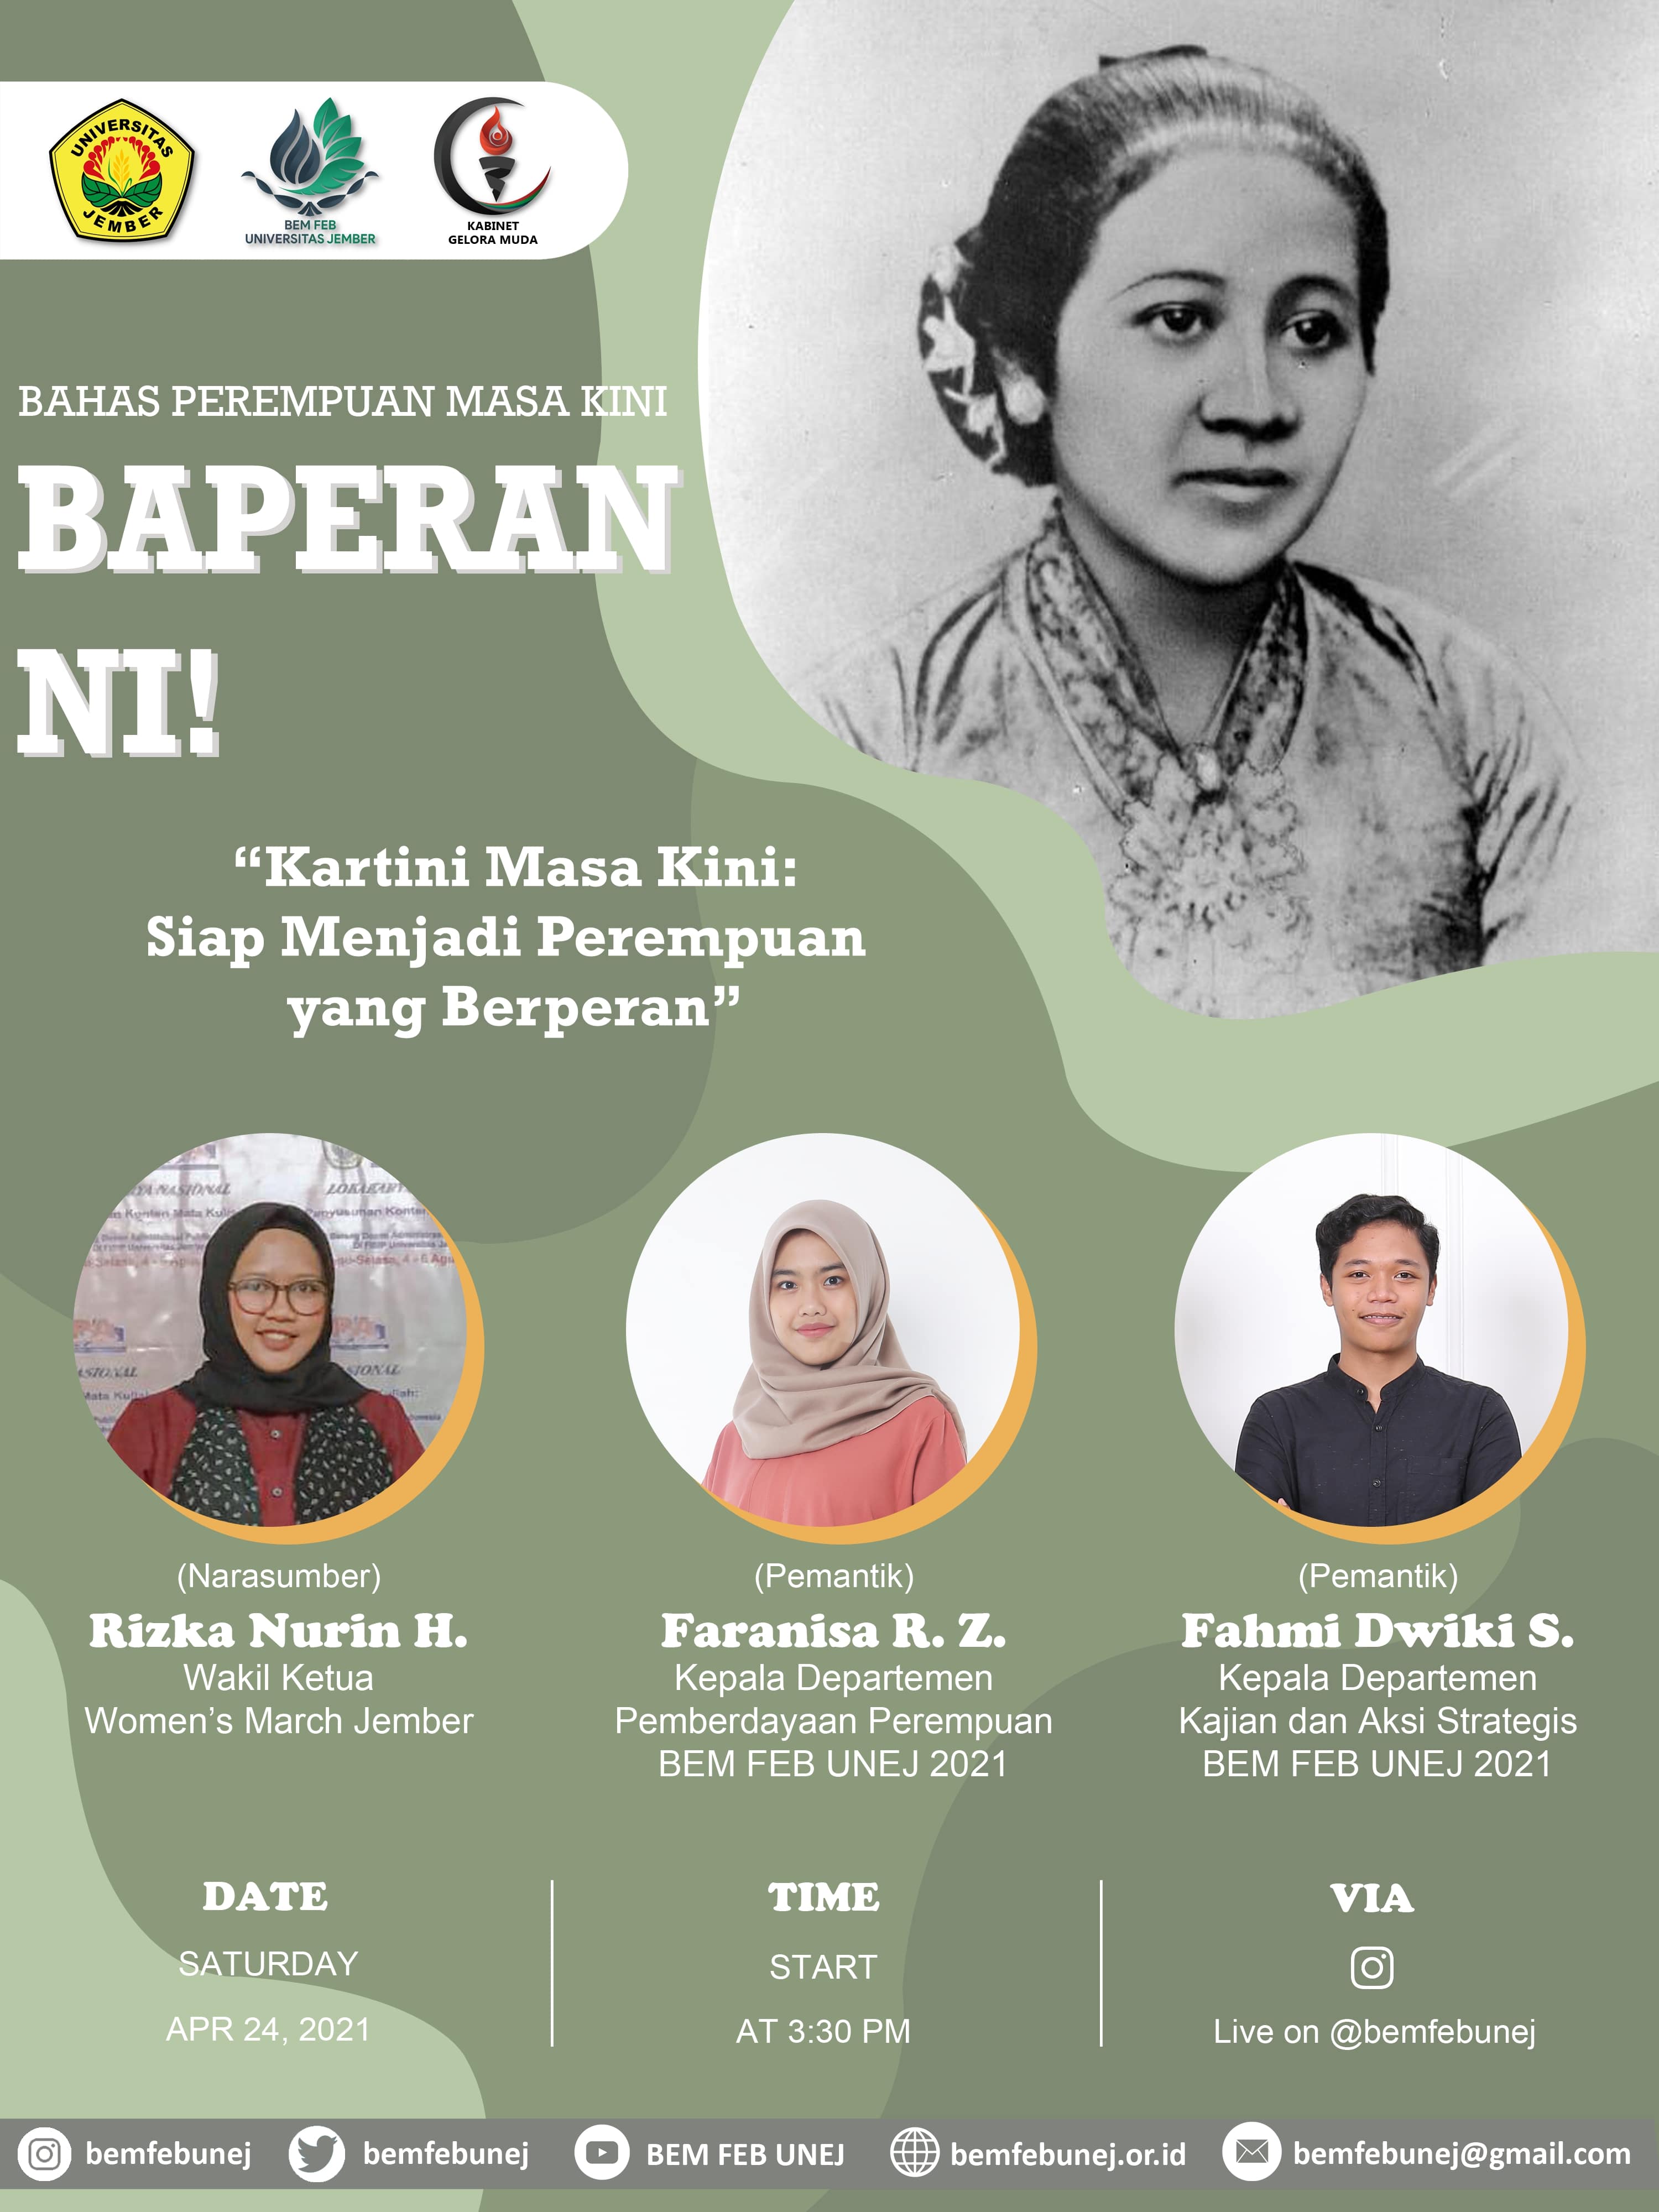 UNIVERSITAS
JEMBER
BEM FEB
UNIVERSITAS JEMBER
KABINET
GELORA MUDA
BAHAS PEREMPUAN MASA KINI
BAPERAN
NI!
“Kartini Masa Kini:
Siap Menjadi Perempuan
yang Berperan”
(Narasumber)
Rizka Nurin H.
Wakil Ketua
Women’s March Jember
(Pemantik)
Faranisa R. Z.
Kepala Departemen
Pemberdayaan Perempuan
BEM FEB UNEJ 2021
(Pemantik)
Fahmi Dwiki S.
Kepala Departemen
Kajian dan Aksi Strategis
BEM FEB UNEJ 2021
DATE
SATURDAY
APR 24, 2021
TIME
START
AT 3:30 PM
VIA
Live on @bemfebunej
bemfebunej
bemfebunej
BEM FEB UNEJ
bemfebunej.or.id
bemfebunej@gmail.com